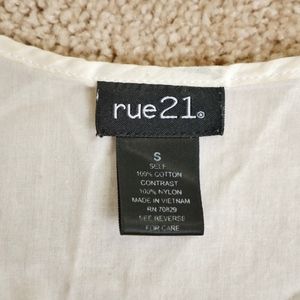 rue21®
S
SELF
100% COTTON
CONTRAST
100% NYLON
MADE IN VIETNAM
RN 70829
SEE REVERSE
FOR CARE